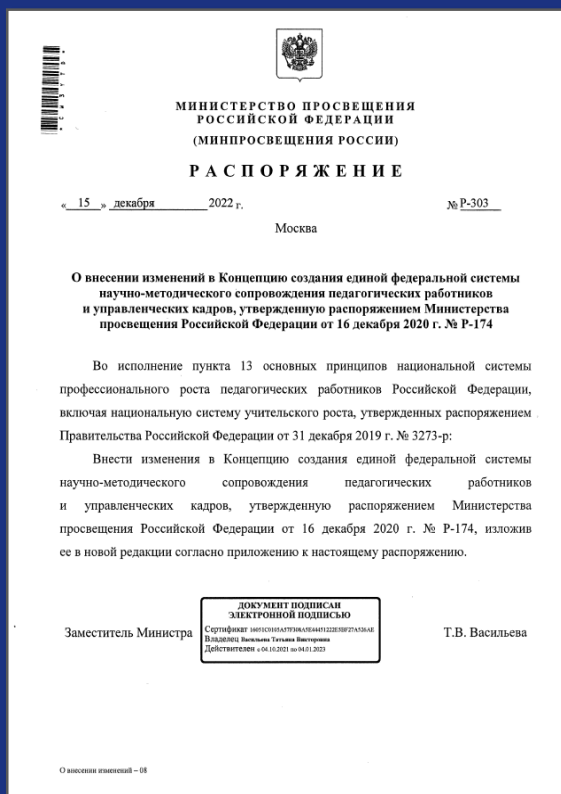 МИНИСТЕРСТВО ПРОСВЕЩЕНИЯ
РОССИЙСКОЙ ФЕДЕРАЦИИ
(МИНПРОСВЕЩЕНИЯ РОССИИ)
РАСПОРЯЖЕНИЕ
« 15 » декабря 2022 г. № Р-303
Москва
О внесении изменений в Концепцию создания единой федеральной системы
научно-методического сопровождения педагогических работников
и управленческих кадров, утвержденную распоряжением Министерства
просвещения Российской Федерации от 16 декабря 2020 г. № Р-174
Во исполнение пункта 13 основных принципов национальной системы
профессионального роста педагогических работников Российской Федерации,
включая национальную систему учительского роста, утвержденных распоряжением
Правительства Российской Федерации от 31 декабря 2019 г. № 3273-р:
Внести изменения в Концепцию создания единой федеральной системы
научно-методического сопровождения педагогических работников
и управленческих кадров, утвержденную распоряжением Министерства
просвещения Российской Федерации от 16 декабря 2020 г. № Р-174, изложив
ее в новой редакции согласно приложению к настоящему распоряжению.
ДОКУМЕНТ ПОДПИСАН
ЭЛЕКТРОННОЙ ПОДПИСЬЮ
Сертификат
Владелец Васильева Татьяна Викторовна
Действителен с 04.10.2021 по 04.01.2023
Заместитель Министра Т.В. Васильева
О внесении изменений – 08